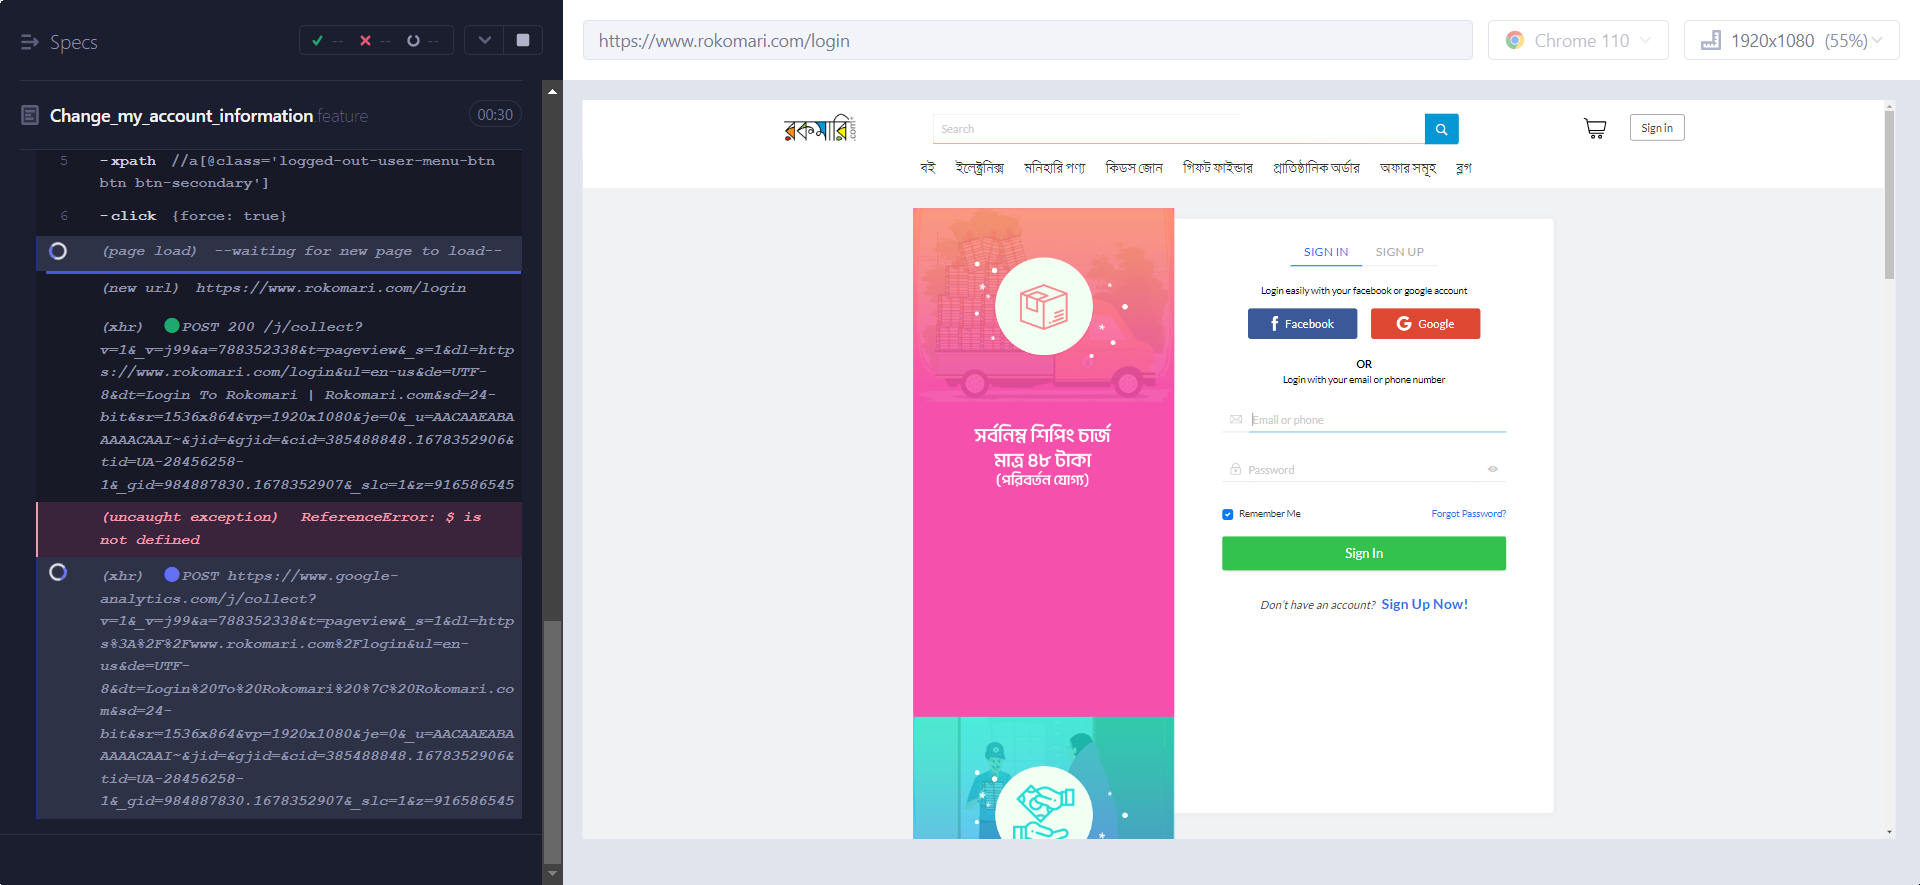 Specs
--
--
--
https://www.rokomari.com/login
Chrome 110
1920x1080 (55%)
Change_my_account_information.feature
00:30
5 -xpath //a[@class='logged-out-user-menu-btn
btn btn-secondary']
6 -click {force: true}
(page load) --waiting for new page to load--
(new url) https://www.rokomari.com/login
(xhr) POST 200 /j/collect?
v=1&_v=j99&a=788352338&t=pageview&_s=1&dl=http
s://www.rokomari.com/login&ul=en-us&de=UTF-
8&dt=Login To Rokomari | Rokomari.com&sd=24-
bit&sr=1536x864&vp=1920x1080&je=0&_u=AACAAEABA
AAAACAAI~&jid=&gjid=&cid=385488848.1678352906&
tid=UA-28456258-
1&_gid=984887830.1678352907&_slc=1&z=916586545
(uncaught exception) ReferenceError: $ is
not defined
(xhr) POST https://www.google-
analytics.com/j/collect?
v=1&_v=j99&a=788352338&t=pageview&_s=1&dl=http
s%3A%2F%2Fwww.rokomari.com%2Flogin&ul=en-
us&de=UTF-
8&dt=Login%20To%20Rokomari%20%7C%20Rokomari.co
m&sd=24-
bit&sr=1536x864&vp=1920x1080&je=0&_u=AACAAEABA
AAAACAAI~&jid=&gjid=&cid=385488848.1678352906&
tid=UA-28456258-
1&_gid=984887830.1678352907&_slc=1&z=916586545
রকমারি.com
Search
Sign in
বই ইলেক্ট্রনিক্স মনিহারি পণ্য কিডস জোন গিফট ফাইন্ডার প্রাতিষ্ঠানিক অর্ডার অফার সমূহ ব্লগ
সর্বনিম্ন শিপিং চার্জ
মাত্র ৪৮ টাকা
(পরিবর্তন যোগ্য)
SIGN IN SIGN UP
Login easily with your facebook or google account
Facebook Google
OR
Login with your email or phone number
Email or phone
Password
Remember Me Forgot Password?
Sign In
Don't have an account? Sign Up Now!